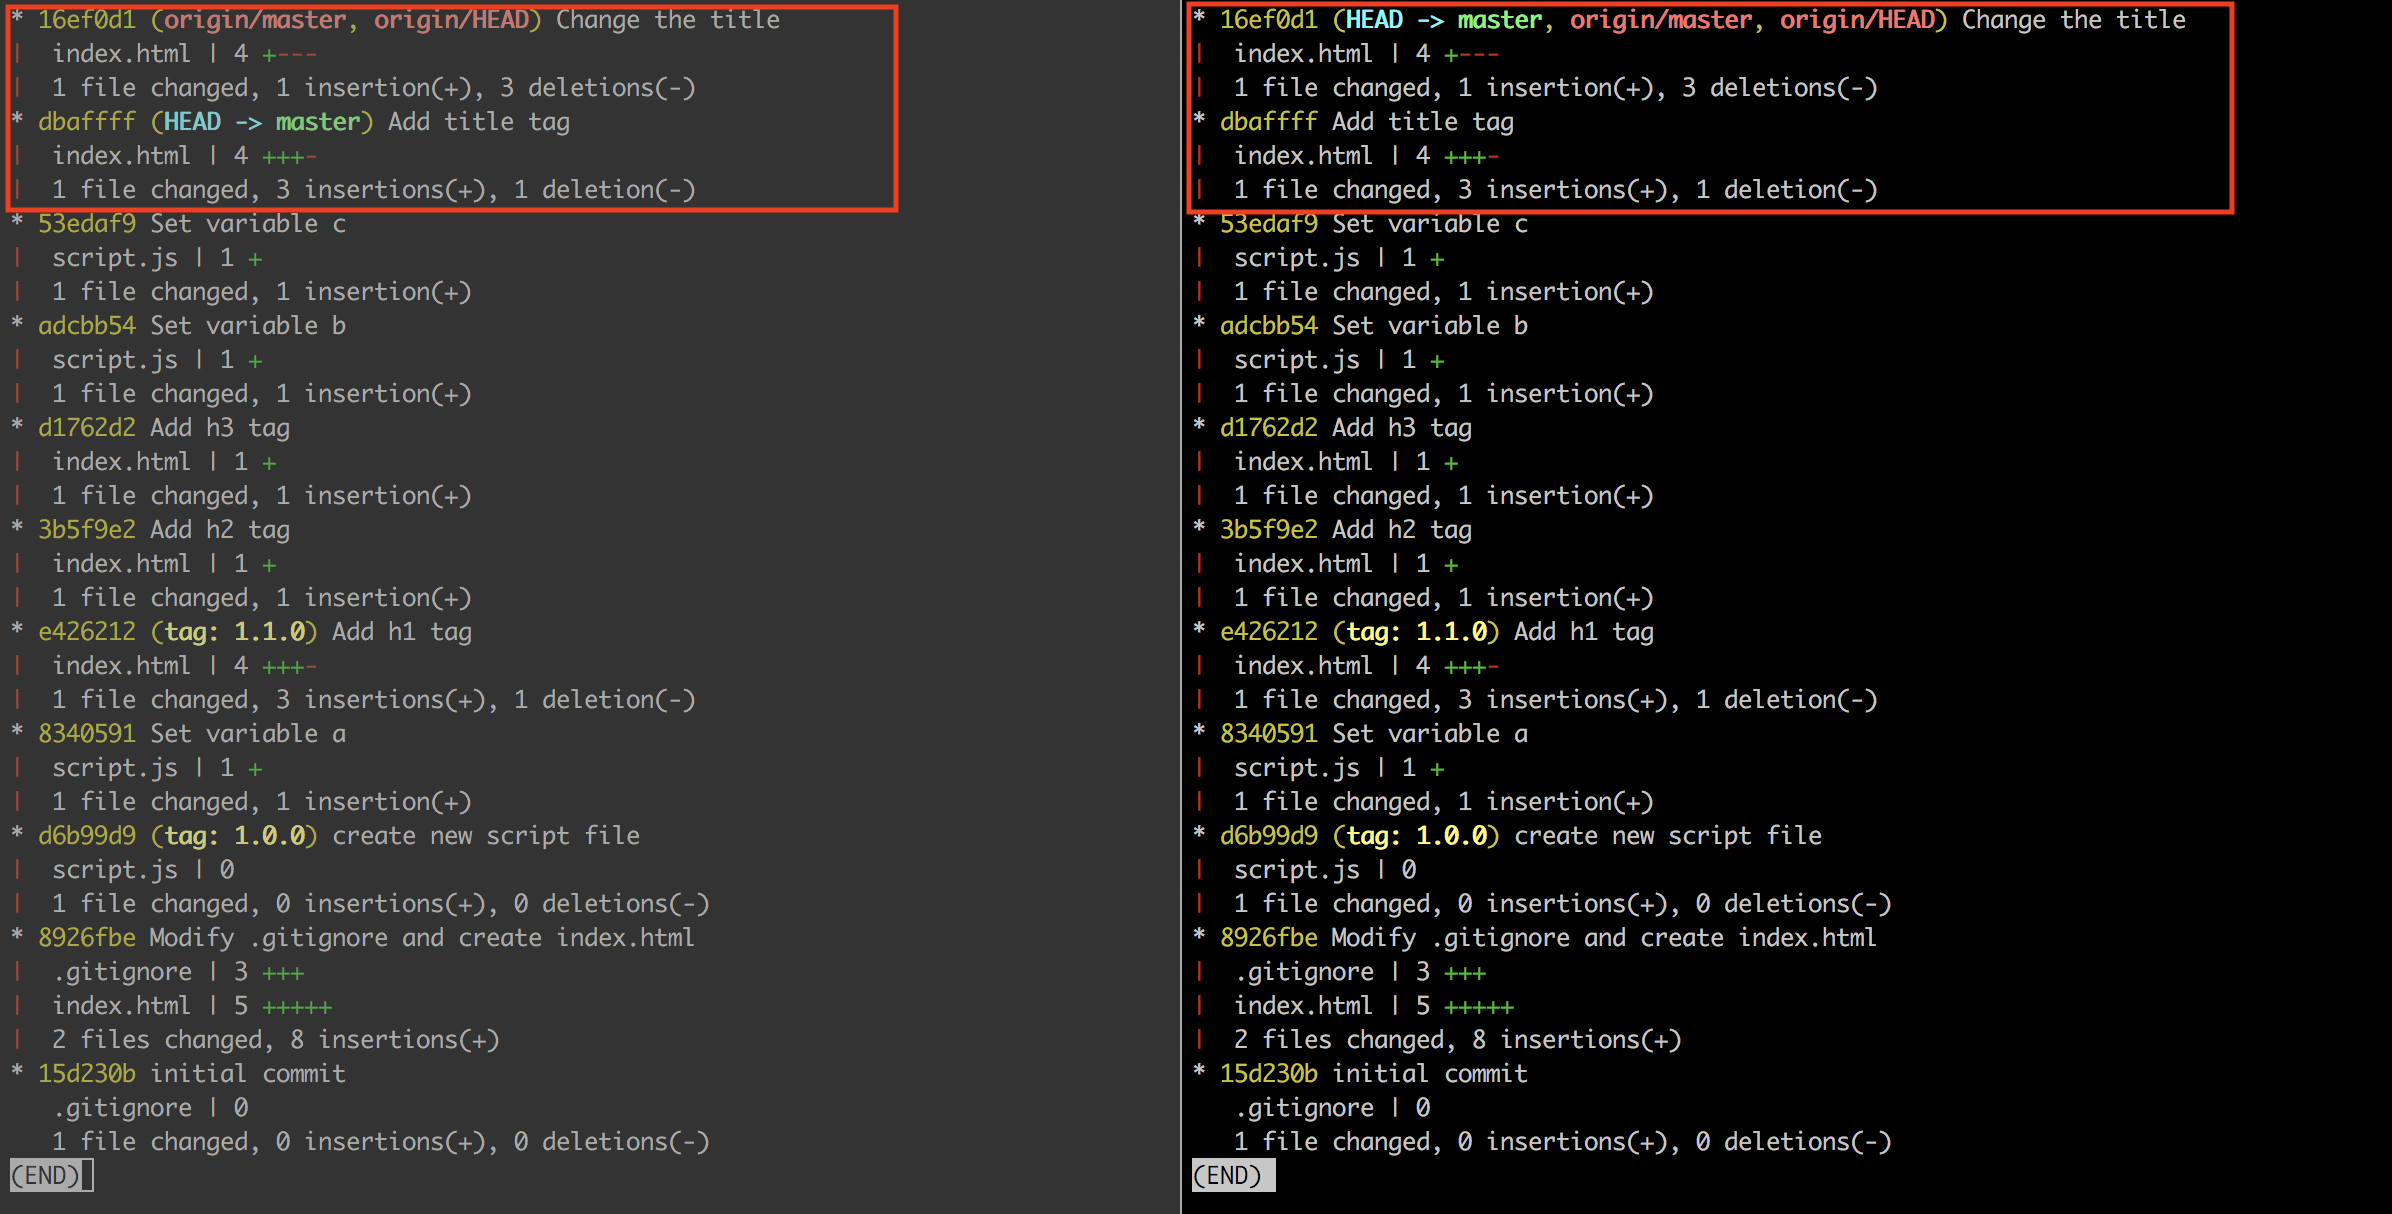 * 16ef0d1 (origin/master, origin/HEAD) Change the title
|  index.html | 4 +---
|  1 file changed, 1 insertion(+), 3 deletions(-)
* dbaffff (HEAD -> master) Add title tag
|  index.html | 4 +++-
|  1 file changed, 3 insertions(+), 1 deletion(-)
* 53edaf9 Set variable c
|  script.js | 1 +
|  1 file changed, 1 insertion(+)
* adcbb54 Set variable b
|  script.js | 1 +
|  1 file changed, 1 insertion(+)
* d1762d2 Add h3 tag
|  index.html | 1 +
|  1 file changed, 1 insertion(+)
* 3b5f9e2 Add h2 tag
|  index.html | 1 +
|  1 file changed, 1 insertion(+)
* e426212 (tag: 1.1.0) Add h1 tag
|  index.html | 4 +++-
|  1 file changed, 3 insertions(+), 1 deletion(-)
* 8340591 Set variable a
|  script.js | 1 +
|  1 file changed, 1 insertion(+)
* d6b99d9 (tag: 1.0.0) create new script file
|  script.js | 0
|  1 file changed, 0 insertions(+), 0 deletions(-)
* 8926fbe Modify .gitignore and create index.html
|  .gitignore | 3 +++
|  index.html | 5 +++++
|  2 files changed, 8 insertions(+)
* 15d230b initial commit
   .gitignore | 0
   1 file changed, 0 insertions(+), 0 deletions(-)
(END)
* 16ef0d1 (HEAD -> master, origin/master, origin/HEAD) Change the title
|  index.html | 4 +---
|  1 file changed, 1 insertion(+), 3 deletions(-)
* dbaffff Add title tag
|  index.html | 4 +++-
|  1 file changed, 3 insertions(+), 1 deletion(-)
* 53edaf9 Set variable c
|  script.js | 1 +
|  1 file changed, 1 insertion(+)
* adcbb54 Set variable b
|  script.js | 1 +
|  1 file changed, 1 insertion(+)
* d1762d2 Add h3 tag
|  index.html | 1 +
|  1 file changed, 1 insertion(+)
* 3b5f9e2 Add h2 tag
|  index.html | 1 +
|  1 file changed, 1 insertion(+)
* e426212 (tag: 1.1.0) Add h1 tag
|  index.html | 4 +++-
|  1 file changed, 3 insertions(+), 1 deletion(-)
* 8340591 Set variable a
|  script.js | 1 +
|  1 file changed, 1 insertion(+)
* d6b99d9 (tag: 1.0.0) create new script file
|  script.js | 0
|  1 file changed, 0 insertions(+), 0 deletions(-)
* 8926fbe Modify .gitignore and create index.html
|  .gitignore | 3 +++
|  index.html | 5 +++++
|  2 files changed, 8 insertions(+)
* 15d230b initial commit
   .gitignore | 0
   1 file changed, 0 insertions(+), 0 deletions(-)
(END)